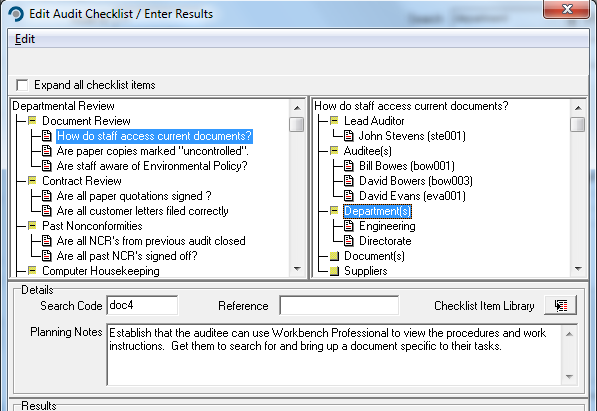 Edit Audit Checklist / Enter Results
Edit
Expand all checklist items
Departmental Review
Document Review
How do staff access current documents?
Are paper copies marked "uncontrolled".
Are staff aware of Environmental Policy?
Contract Review
Are all paper quotations signed ?
Are all customer letters filed correctly
Past Nonconformities
Are all NCR's from previous audit closed
Are all past NCR's signed off?
Computer Housekeeping
How do staff access current documents?
Lead Auditor
John Stevens (ste001)
Auditee(s)
Bill Bowes (bow001)
David Bowers (bow003)
David Evans (eva001)
Department(s)
Engineering
Directorate
Document(s)
Suppliers
Details
Search Code doc4 Reference Checklist Item Library
Planning Notes Establish that the auditee can use Workbench Professional to view the procedures and work
instructions.  Get them to search for and bring up a document specific to their tasks.
Results